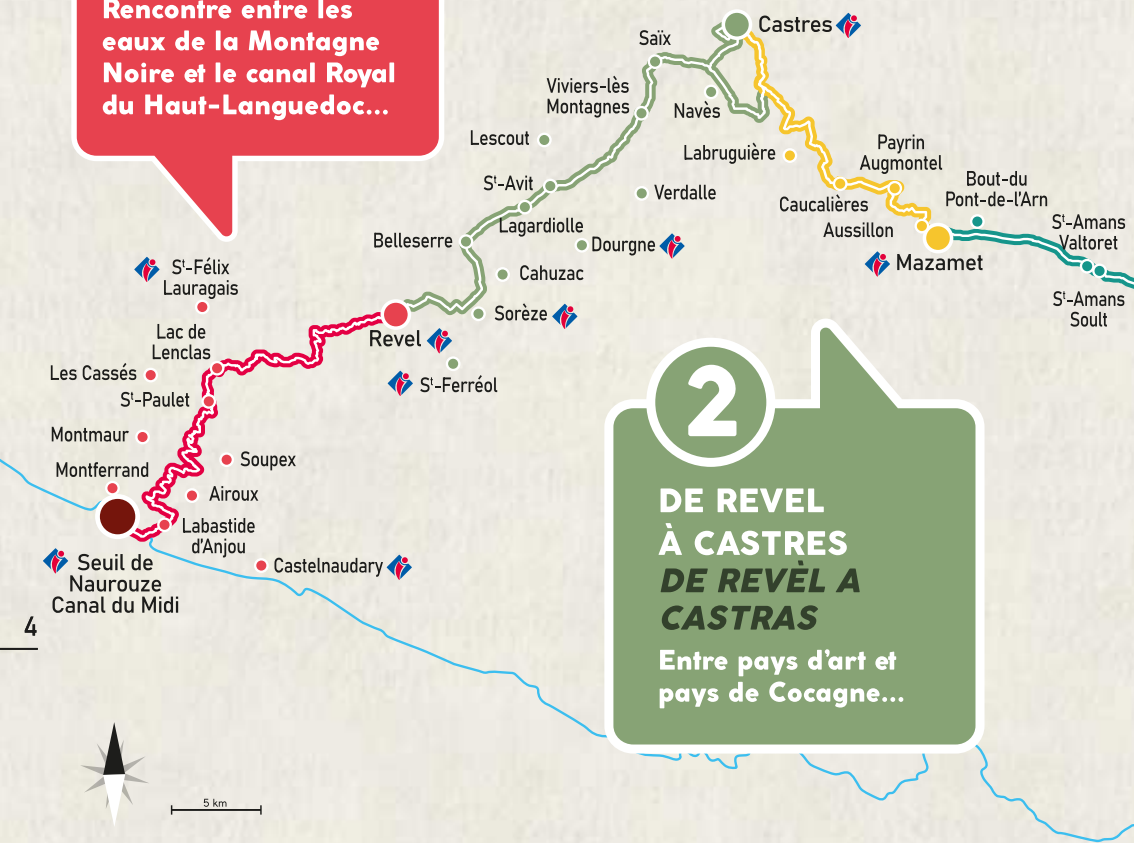 Rencontre entre les
eaux de la Montagne
Noire et le canal Royal
du Haut-Languedoc...
Castres
Saïx
Viviers-lès
Montagnes
Navès
Lescout
Labruguière
Payrin
Augmontel
Sᵗ-Avit
Verdalle
Bout-du
Pont-de-l'Arn
Caucalières
Lagardiolle
Aussillon
Sᵗ-Amans
Valtoret
Belleserre
Dourgne
Mazamet
Sᵗ-Félix
Lauragais
Cahuzac
Sᵗ-Amans
Soult
Sorèze
Lac de
Lenclas
Revel
Les Cassés
Sᵗ-Ferréol
Sᵗ-Paulet
Montmaur
Soupex
Montferrand
Airoux
Labastide
d'Anjou
Seuil de
Naurouze
Canal du Midi
Castelnaudary
2
DE REVEL
À CASTRES
DE REVÈL A
CASTRAS
Entre pays d'art et
pays de Cocagne...
4
5 km